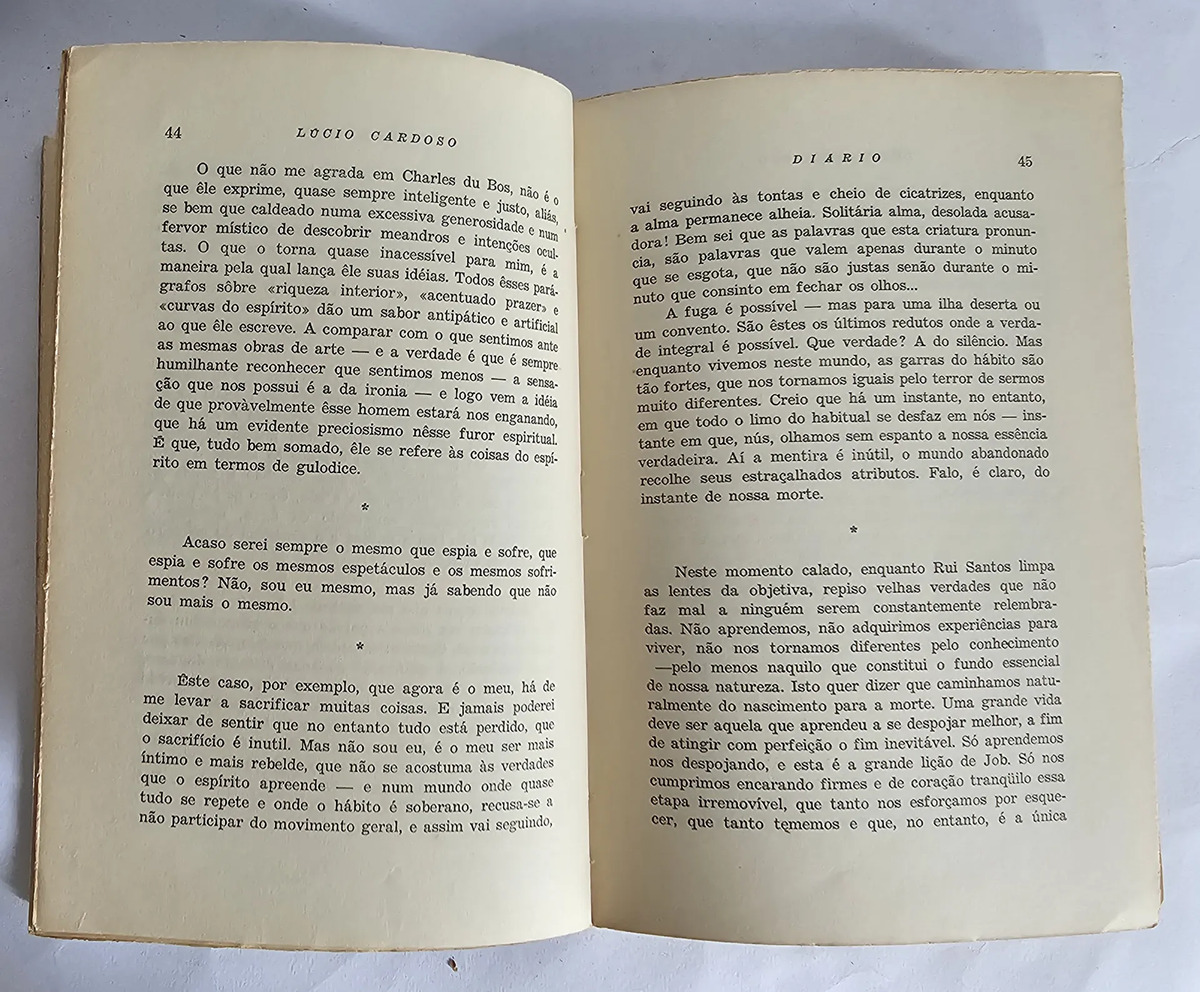 44
LÚCIO CARDOSO
O que não me agrada em Charles du Bos, não é o
que êle exprime, quase sempre inteligente e justo, aliás,
se bem que caldeado numa excessiva generosidade e num
fervor místico de descobrir meandros e intenções ocul-
tas. O que o torna quase inacessível para mim, é a
maneira pela qual lança êle suas idéias. Todos êsses pará-
grafos sôbre «riqueza interior», «acentuado prazer» e
«curvas do espírito» dão um sabor antipático e artificial
ao que êle escreve. A comparar com o que sentimos ante
as mesmas obras de arte — e a verdade é que é sempre
humilhante reconhecer que sentimos menos — a sensa-
ção que nos possui é a da ironia — e logo vem a idéia
de que provàvelmente êsse homem estará nos enganando,
que há um evidente preciosismo nêsse furor espiritual.
É que, tudo bem somado, êle se refere às coisas do espí-
rito em termos de gulodice.
*
Acaso serei sempre o mesmo que espia e sofre, que
espia e sofre os mesmos espetáculos e os mesmos sofri-
mentos? Não, sou eu mesmo, mas já sabendo que não
sou mais o mesmo.
*
Êste caso, por exemplo, que agora é o meu, há de
me levar a sacrificar muitas coisas. E jamais poderei
deixar de sentir que no entanto tudo está perdido, que
o sacrifício é inutil. Mas não sou eu, é o meu ser mais
íntimo e mais rebelde, que não se acostuma às verdades
que o espírito apreende — e num mundo onde quase
tudo se repete e onde o hábito é soberano, recusa-se a
não participar do movimento geral, e assim vai seguindo,
DIÁRIO
45
vai seguindo às tontas e cheio de cicatrizes, enquanto
a alma permanece alheia. Solitária alma, desolada acusa-
dora! Bem sei que as palavras que esta criatura pronun-
cia, são palavras que valem apenas durante o minuto
que se esgota, que não são justas senão durante o mi-
nuto que consinto em fechar os olhos...
A fuga é possível — mas para uma ilha deserta ou
um convento. São êstes os últimos redutos onde a verda-
de integral é possível. Que verdade? A do silêncio. Mas
enquanto vivemos neste mundo, as garras do hábito são
tão fortes, que nos tornamos iguais pelo terror de sermos
muito diferentes. Creio que há um instante, no entanto,
em que todo o limo do habitual se desfaz em nós — ins-
tante em que, nús, olhamos sem espanto a nossa essência
verdadeira. Aí a mentira é inútil, o mundo abandonado
recolhe seus estraçalhados atributos. Falo, é claro, do
instante de nossa morte.
*
Neste momento calado, enquanto Rui Santos limpa
as lentes da objetiva, repiso velhas verdades que não
faz mal a ninguém serem constantemente relembra-
das. Não aprendemos, não adquirimos experiências para
viver, não nos tornamos diferentes pelo conhecimento
—pelo menos naquilo que constitui o fundo essencial
de nossa natureza. Isto quer dizer que caminhamos natu-
ralmente do nascimento para a morte. Uma grande vida
deve ser aquela que aprendeu a se despojar melhor, a fim
de atingir com perfeição o fim inevitável. Só aprendemos
nos despojando, e esta é a grande lição de Job. Só nos
cumprimos encarando firmes e de coração tranqüilo essa
etapa irremovível, que tanto nos esforçamos por esque-
cer, que tanto tememos e que, no entanto, é a única